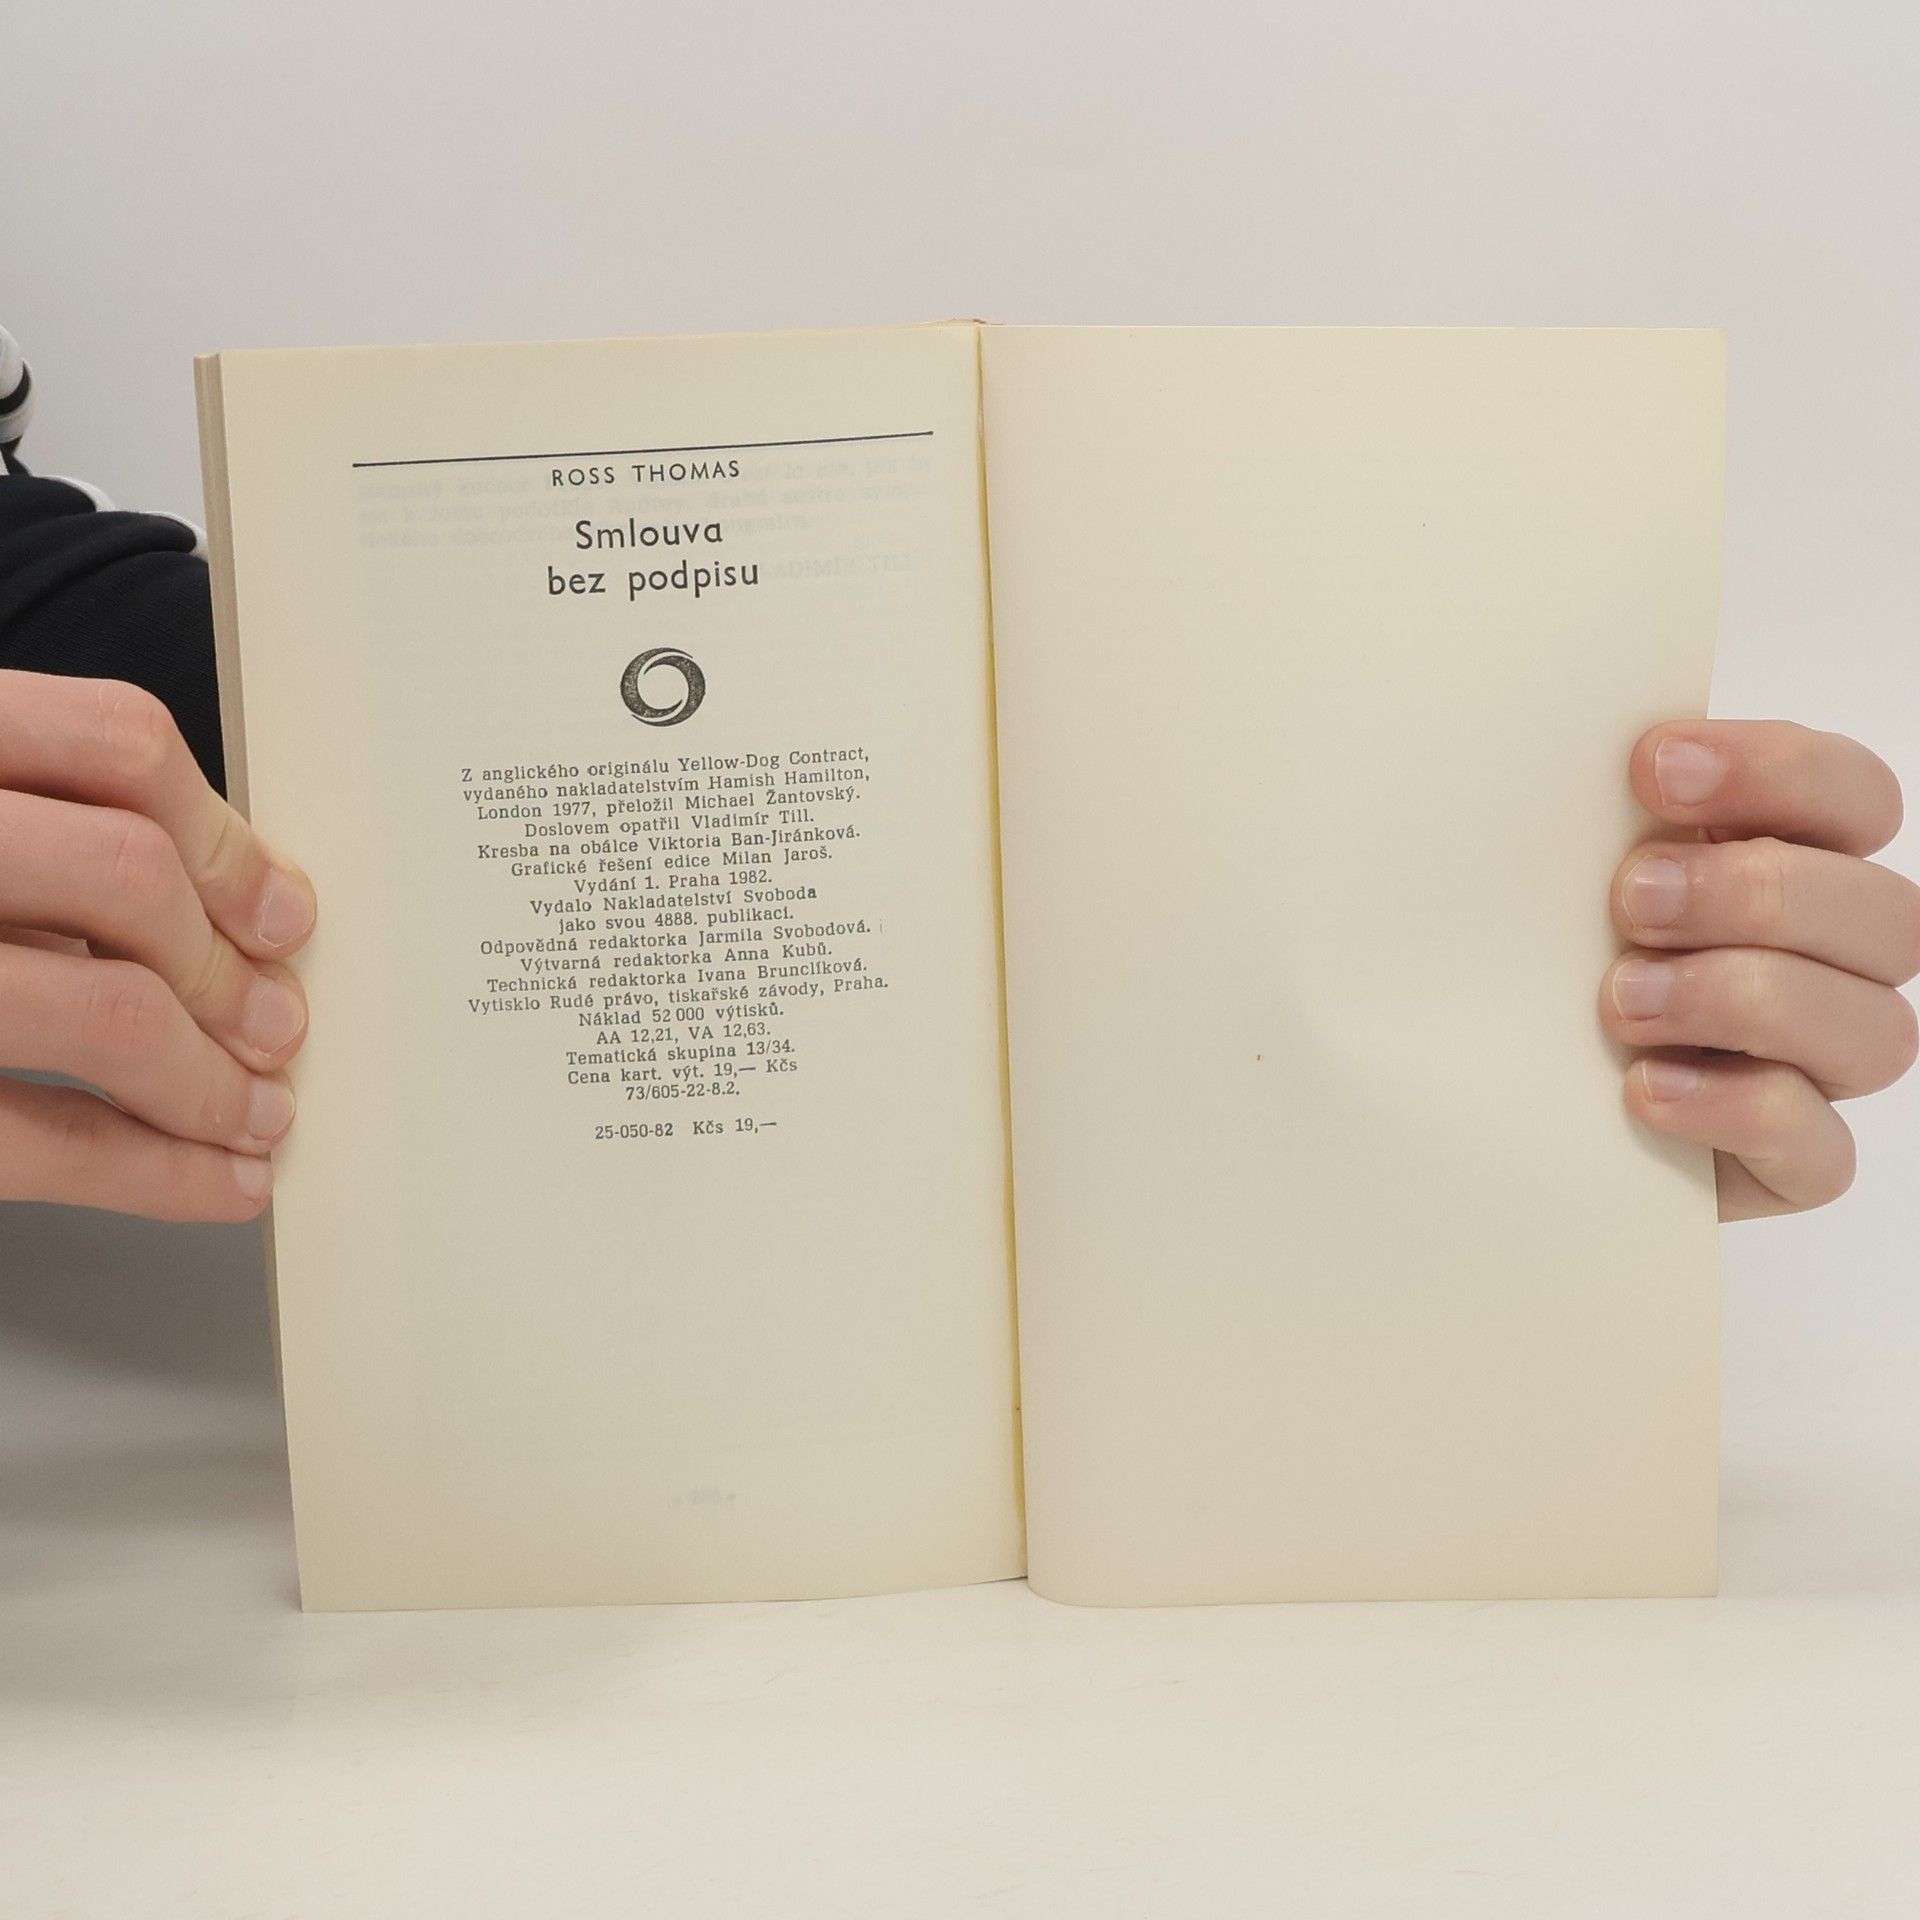 ROSS THOMAS
Smlouva
bez podpisu
Z anglického originálu Yellow-Dog Contract,
vydaného nakladatelstvím Hamish Hamilton,
London 1977, přeložil Michael Žantovský.
Doslovem opatřil Vladimír Till.
Kresba na obálce Viktoria Ban-Jiránková.
Grafické řešení edice Milan Jaroš.
Vydání 1. Praha 1982.
Vydalo Nakladatelství Svoboda
jako svou 4888. publikaci.
Odpovědná redaktorka Jarmila Svobodová.
Výtvarná redaktorka Anna Kubů.
Technická redaktorka Ivana Brunclíková.
Vytisklo Rudé právo, tiskařské závody, Praha.
Náklad 52 000 výtisků.
AA 12,21, VA 12,63.
Tematická skupina 13/34.
Cena kart. výt. 19,— Kčs
73/605-22-8.2.
25-050-82 Kčs 19,—